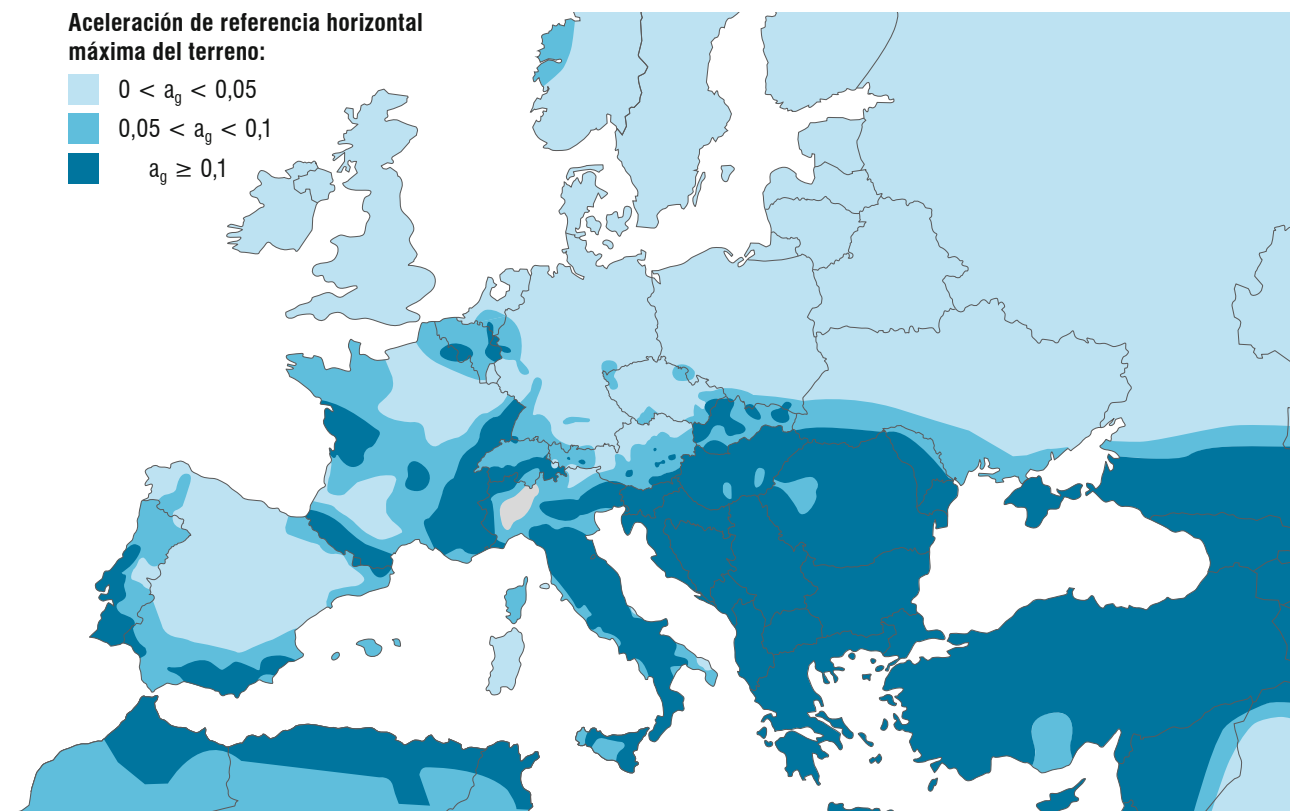 Aceleración de referencia horizontal
máxima del terreno:
0 < ag < 0,05
0,05 < ag < 0,1
ag ≥ 0,1